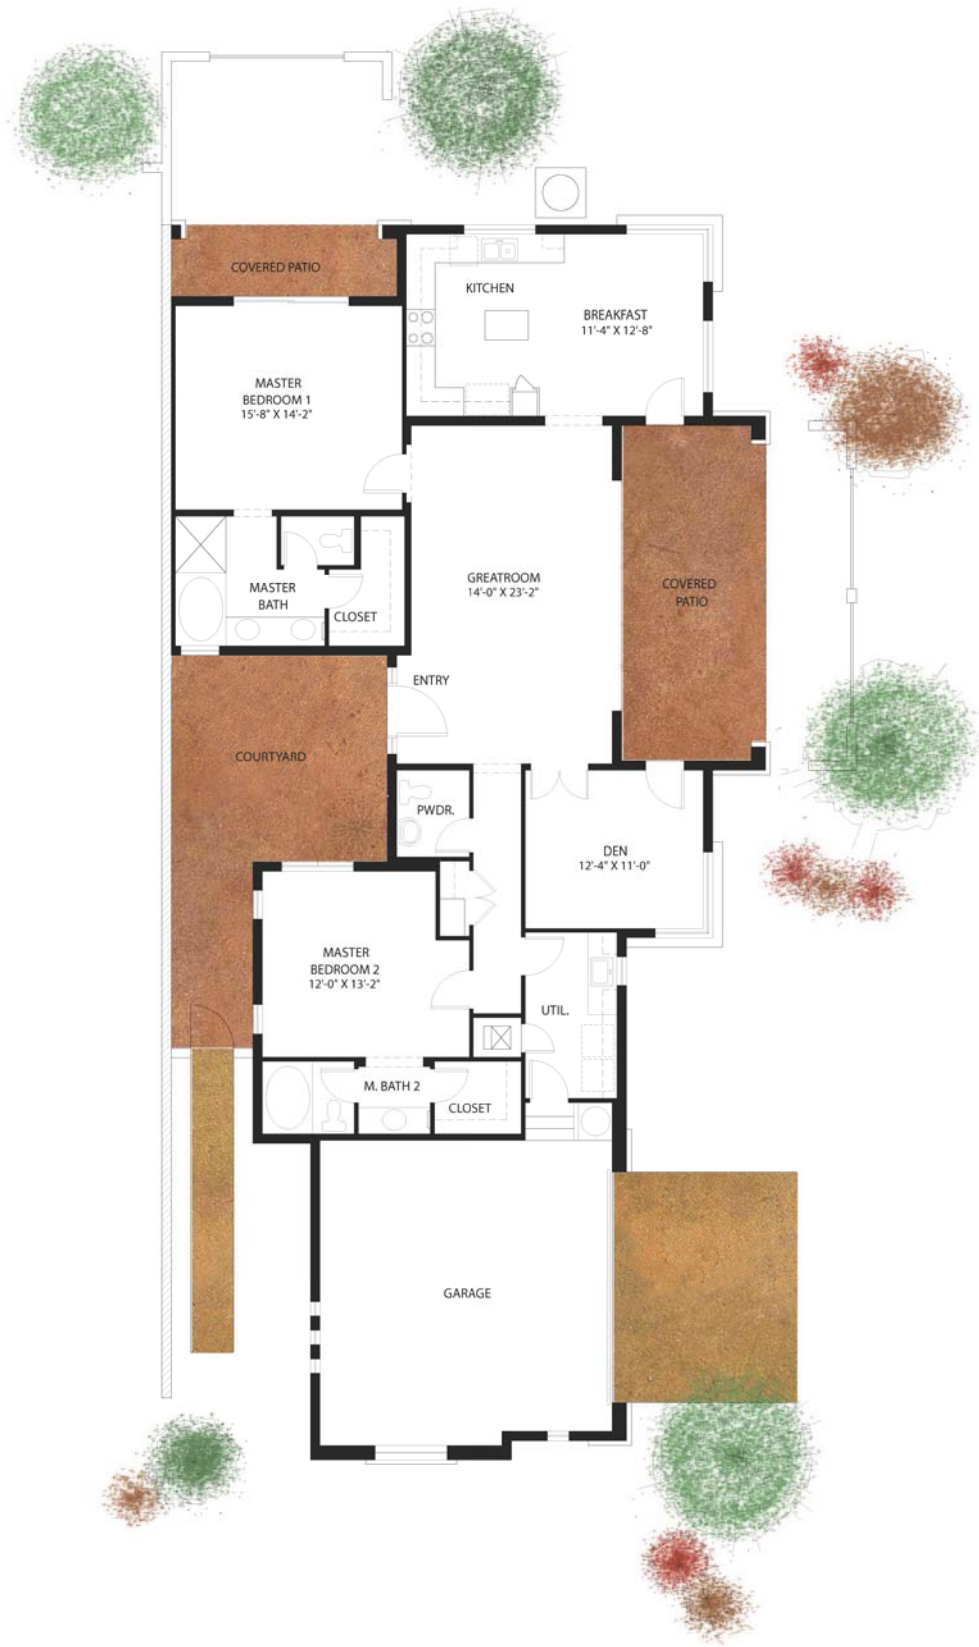 COVERED PATIO
KITCHEN
BREAKFAST
11'-4" X 12'-8"
MASTER
BEDROOM 1
15'-8" X 14'-2"
GREATROOM
14'-0" X 23'-2"
COVERED
PATIO
MASTER
BATH
CLOSET
ENTRY
COURTYARD
PWDR.
DEN
12'-4" X 11'-0"
MASTER
BEDROOM 2
12'-0" X 13'-2"
UTIL.
M. BATH 2
CLOSET
GARAGE